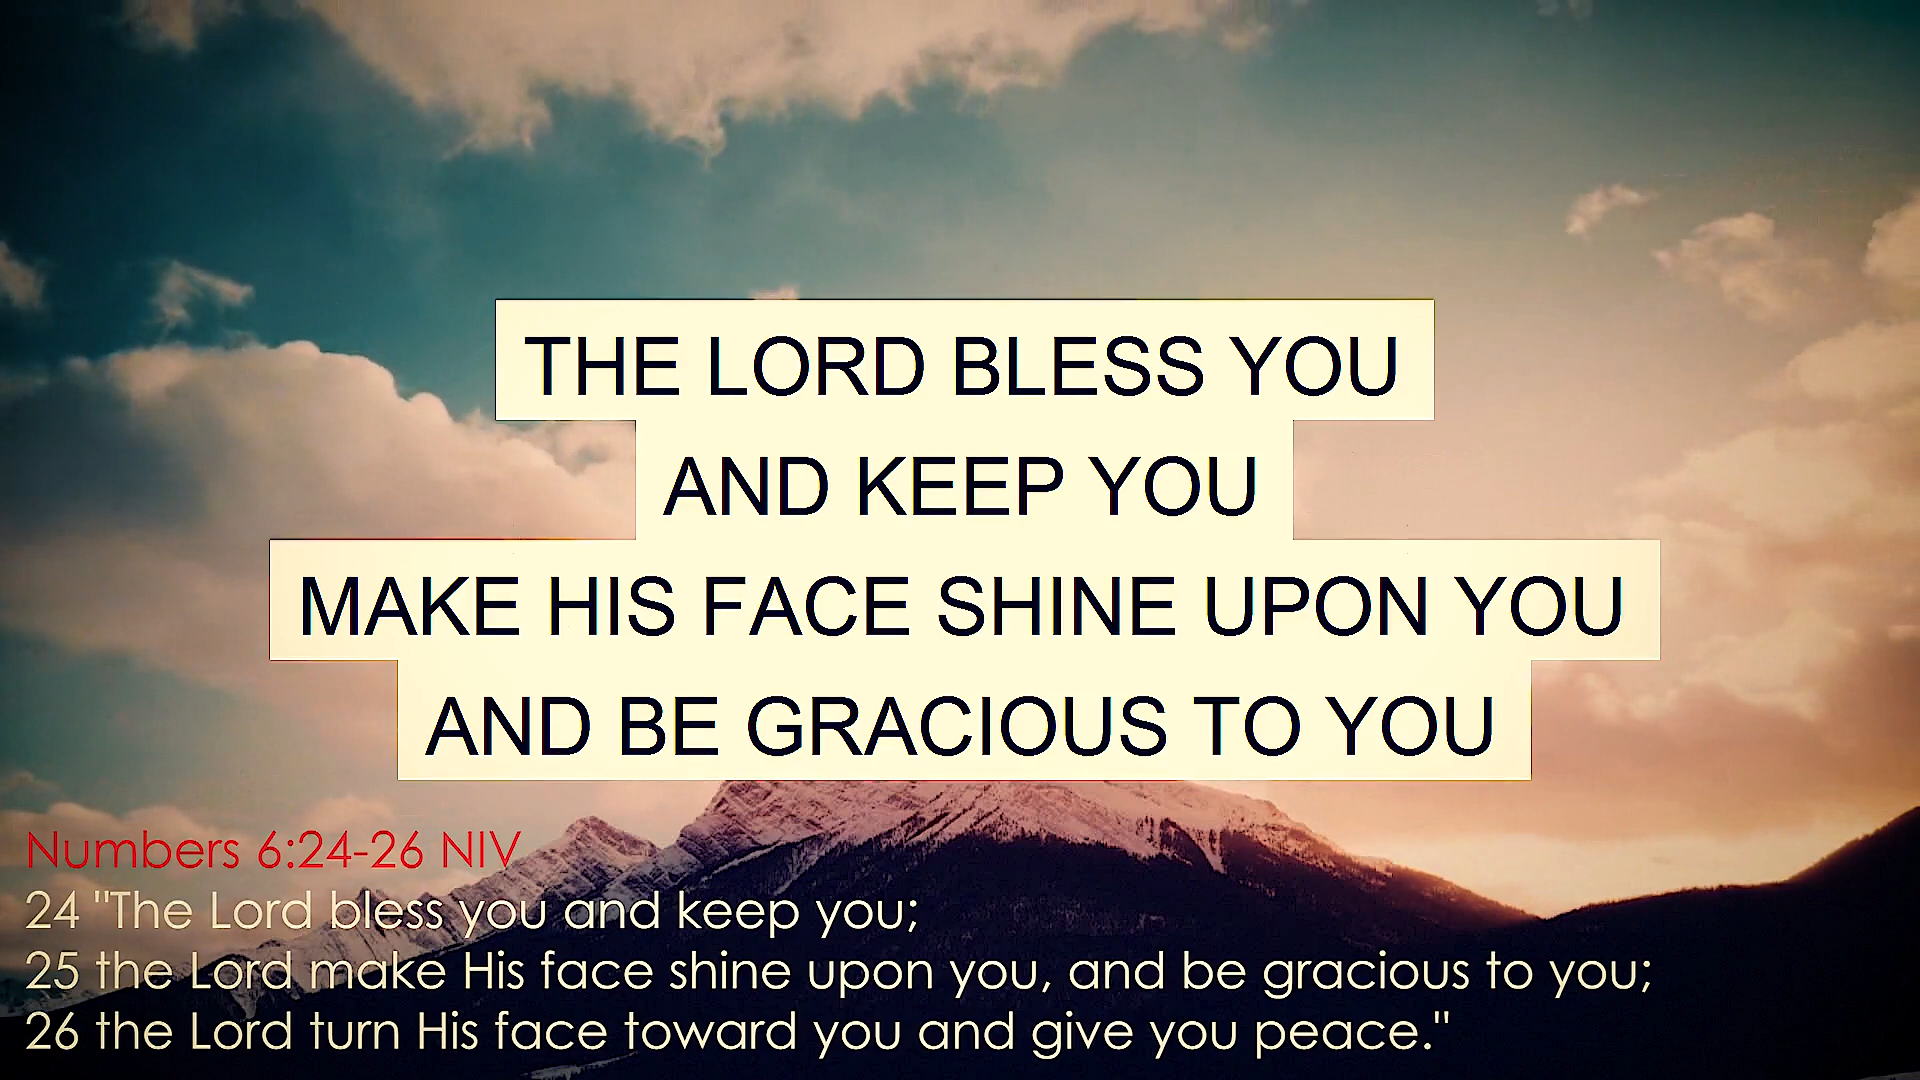 THE LORD BLESS YOU
AND KEEP YOU
MAKE HIS FACE SHINE UPON YOU
AND BE GRACIOUS TO YOU
Numbers 6:24-26 NIV
24 "The Lord bless you and keep you;
25 the Lord make His face shine upon you, and be gracious to you;
26 the Lord turn His face toward you and give you peace."